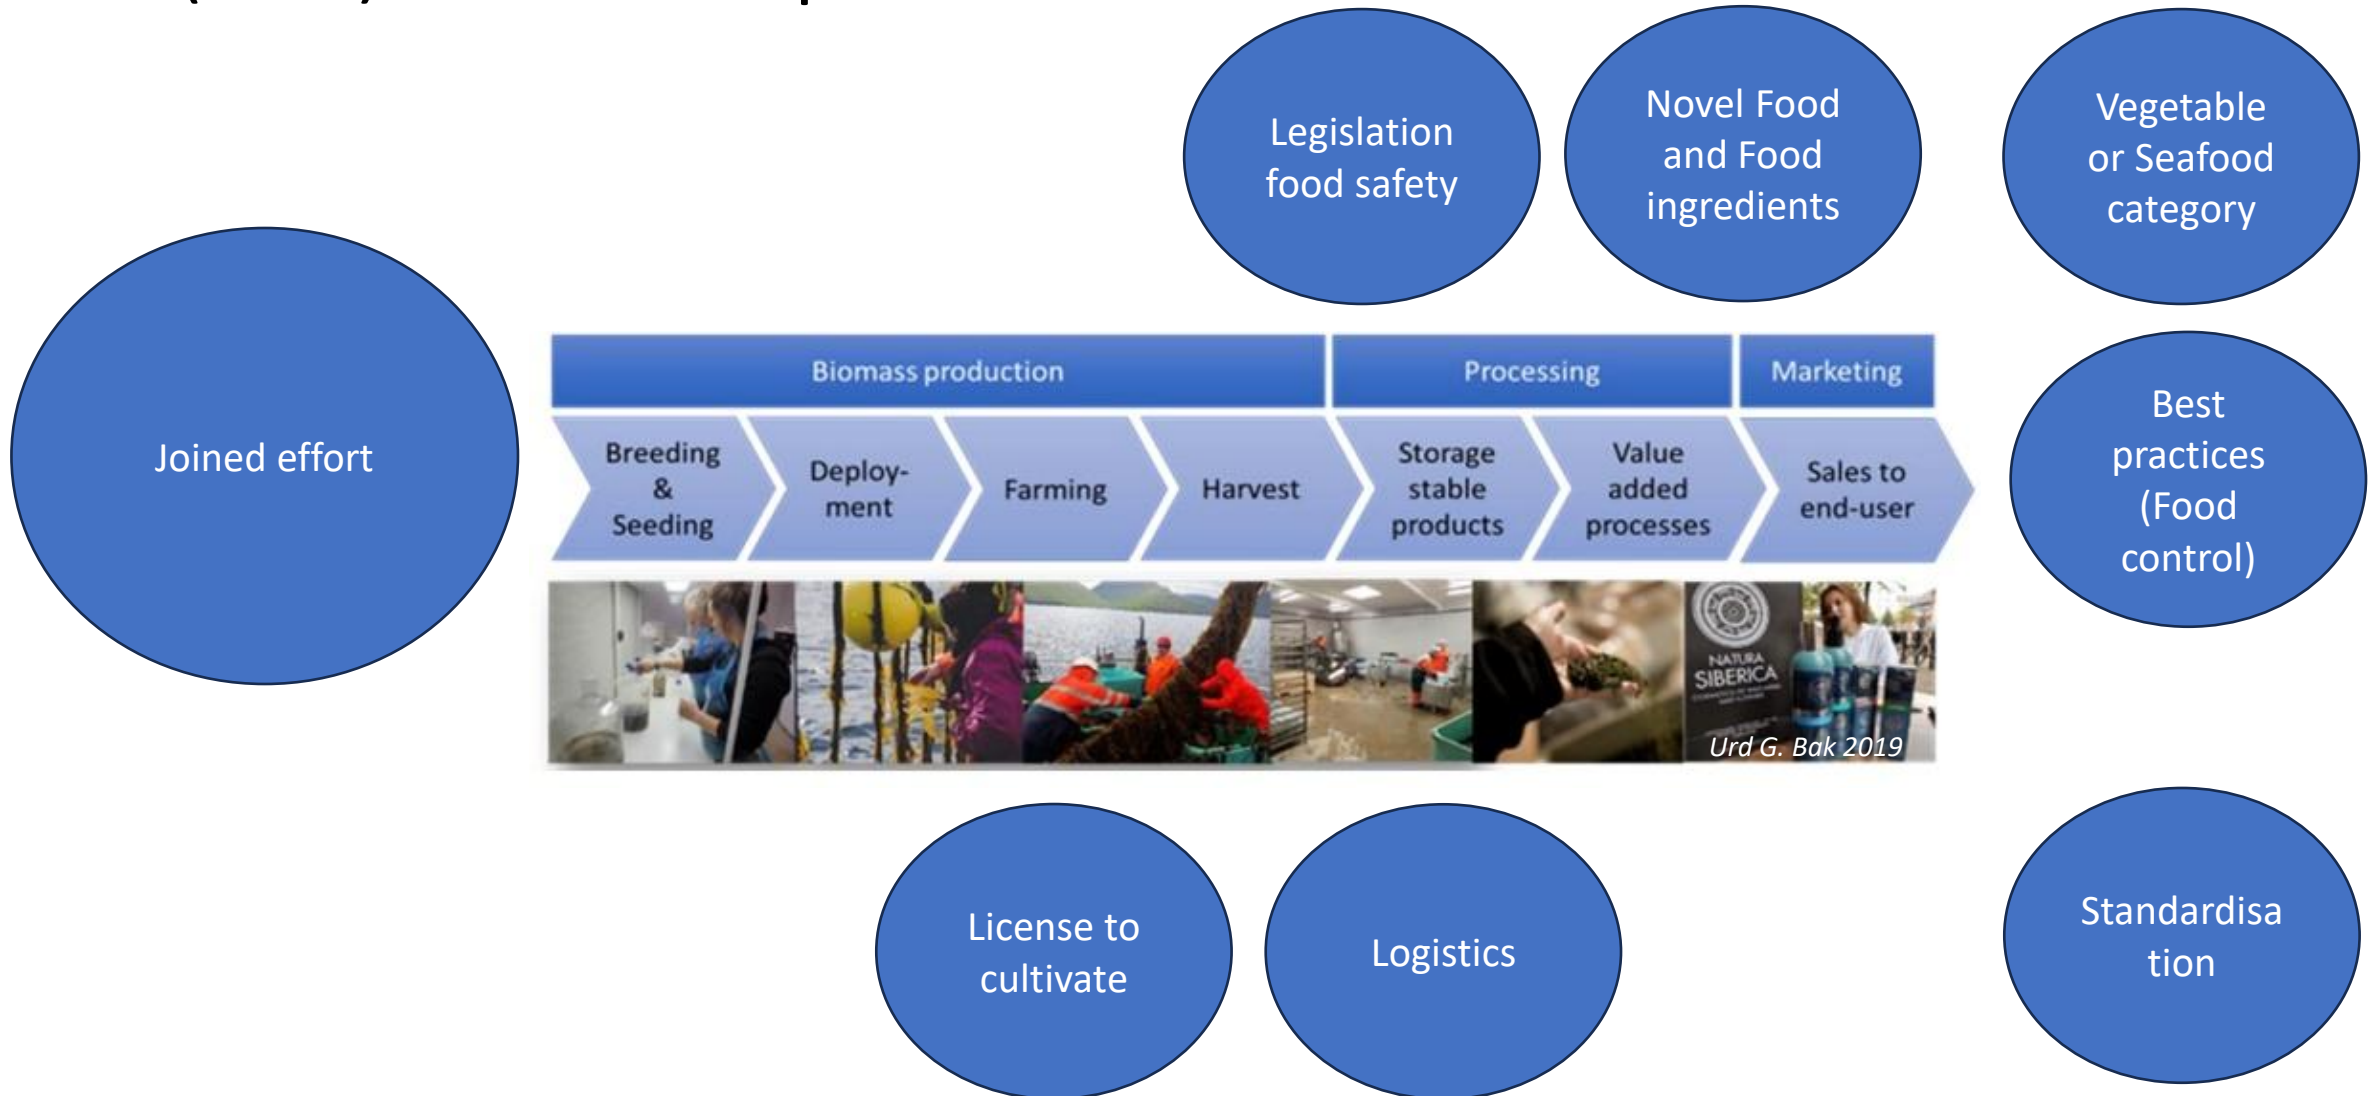 Legislation
food safety
Novel Food
and Food
ingredients
Vegetable
or Seafood
category
Joined effort
Biomass production
Processing
Marketing
Breeding
&
Seeding
Deploy-
ment
Farming
Harvest
Storage
stable
products
Value
added
processes
Sales to
end-user
Best
practices
(Food
control)
NATURA
SIBERICA
Urd G. Bak 2019
License to
cultivate
Logistics
Standardisa
tion